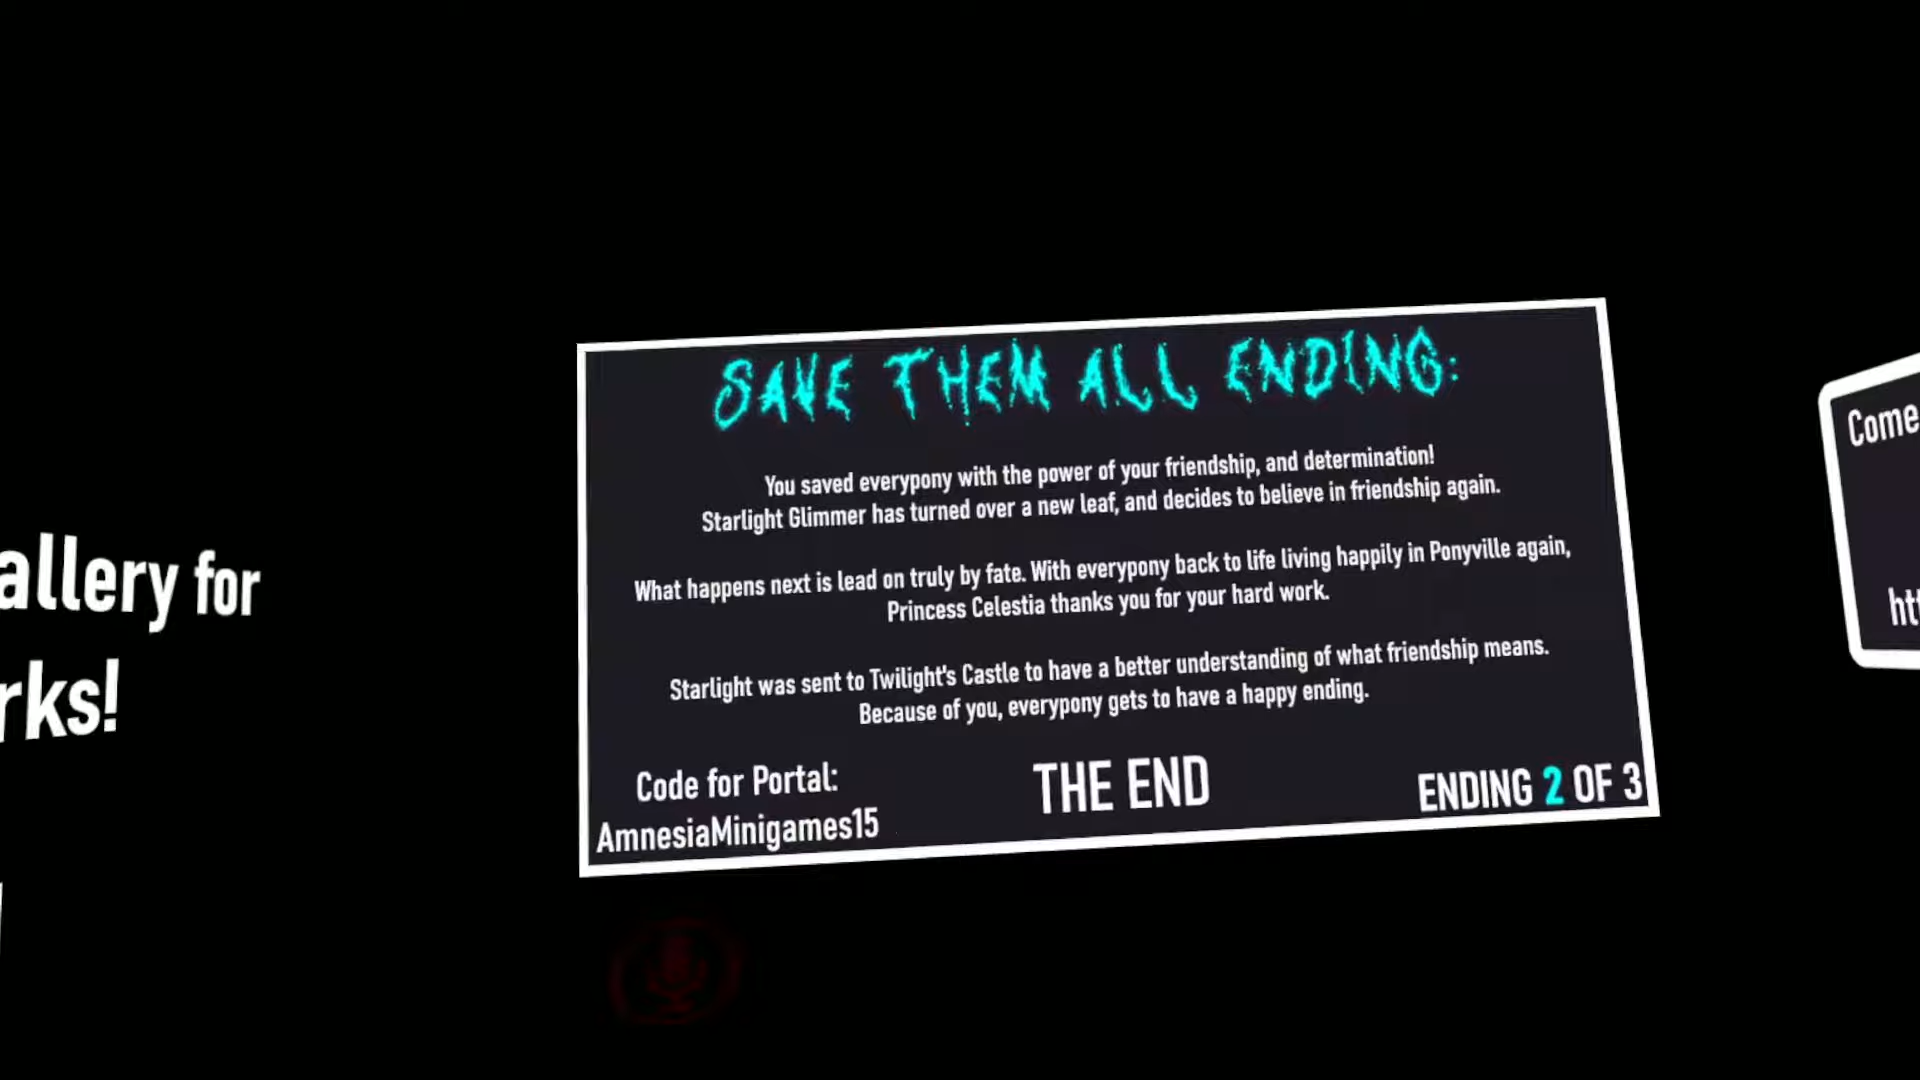 allery for
rks!
SAVE THEM ALL ENDING:
You saved everypony with the power of your friendship, and determination!
Starlight Glimmer has turned over a new leaf, and decides to believe in friendship again.
What happens next is lead on truly by fate. With everypony back to life living happily in Ponyville again,
Princess Celestia thanks you for your hard work.
Starlight was sent to Twilight's Castle to have a better understanding of what friendship means.
Because of you, everypony gets to have a happy ending.
Code for Portal:
AmnesiaMinigames15
THE END
ENDING 2 OF 3
Come
htt